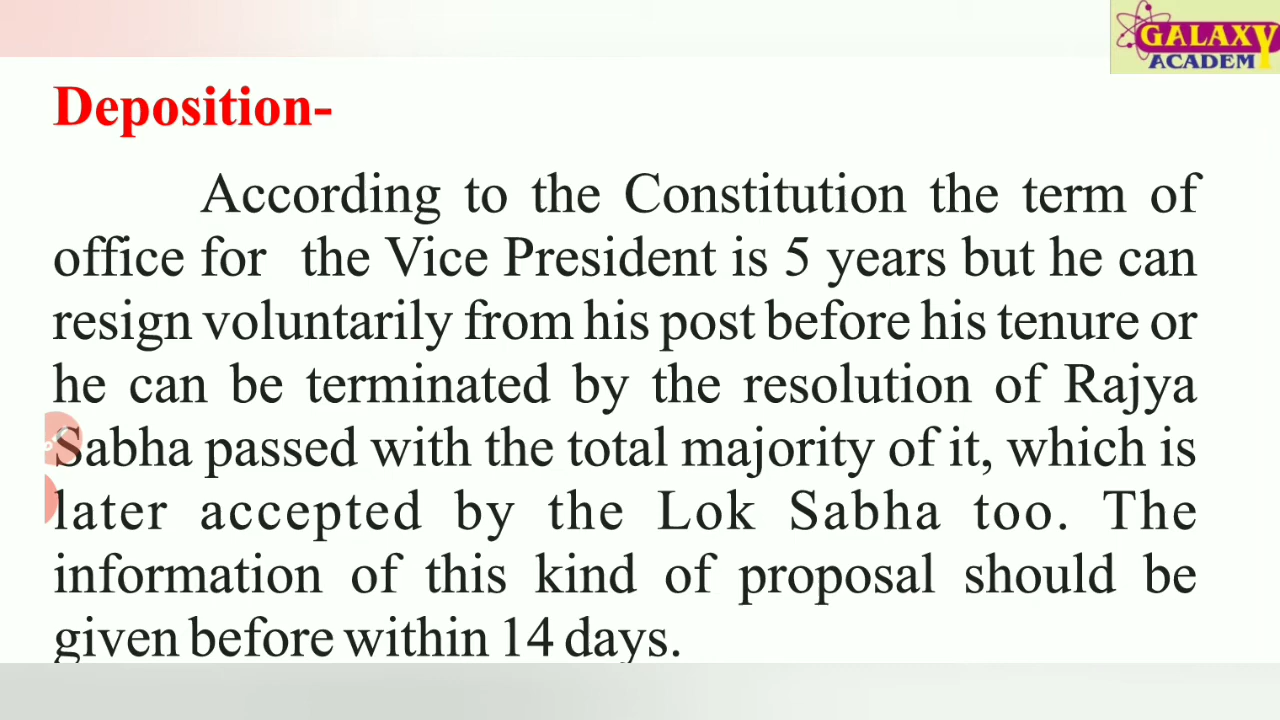 GALAXY
ACADEMY
Deposition-
According to the Constitution the term of
office for the Vice President is 5 years but he can
resign voluntarily from his post before his tenure or
he can be terminated by the resolution of Rajya
Sabha passed with the total majority of it, which is
later accepted by the Lok Sabha too. The
information of this kind of proposal should be
given before within 14 days.